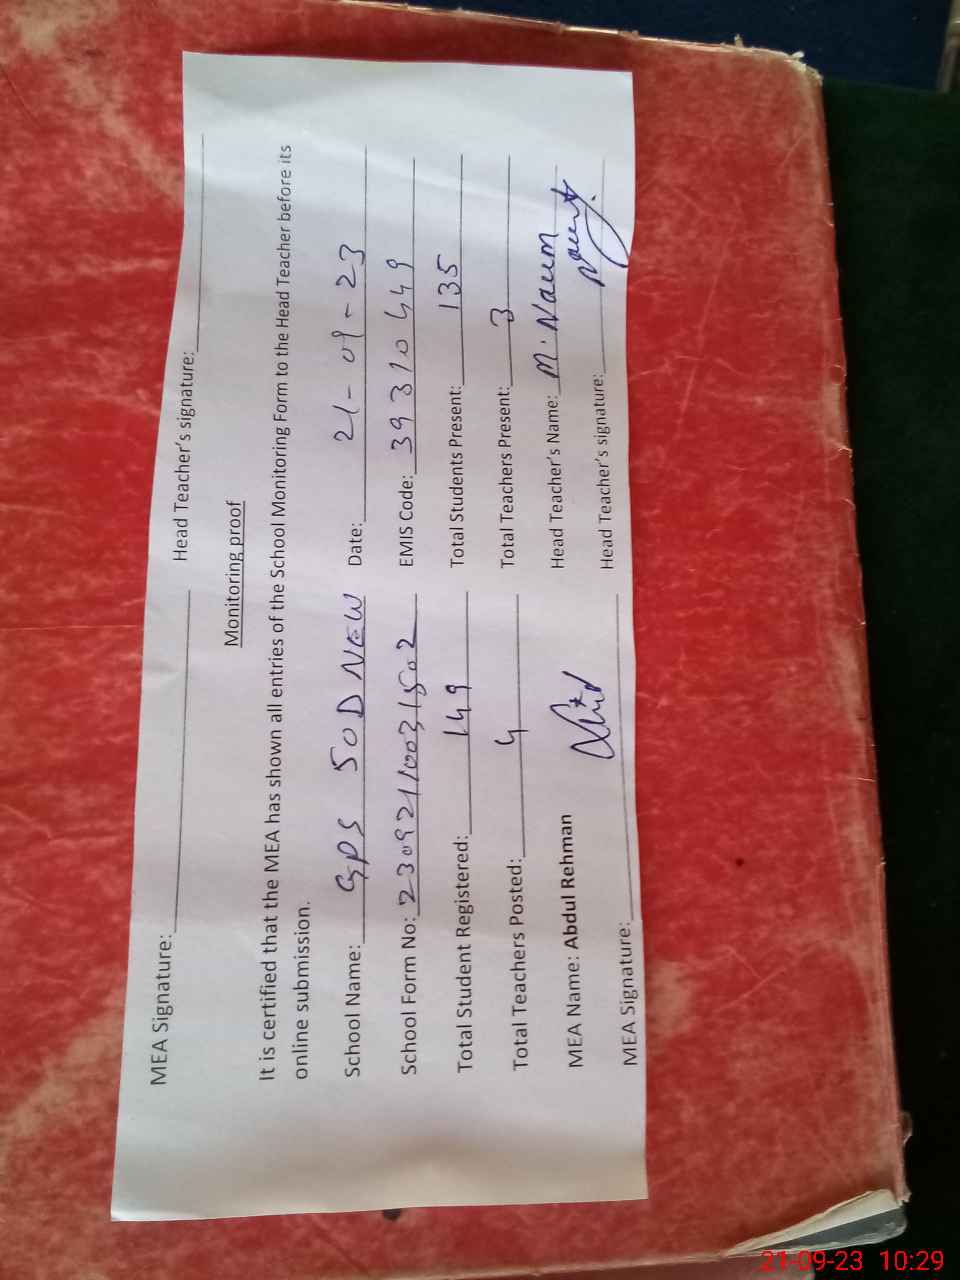 MEA Signature: Head Teacher's signature:
Monitoring proof
It is certified that the MEA has shown all entries of the School Monitoring Form to the Head Teacher before its
online submission.
School Name: GPS SOD NEW Date: 21-09-23
School Form No: 23092110031502 EMIS Code: 39310449
Total Student Registered: 149 Total Students Present: 135
Total Teachers Posted: 4 Total Teachers Present: 3
MEA Name: Abdul Rehman Head Teacher's Name: M. Naeem
MEA Signature: Head Teacher's signature: Naeem
21-09-23 10:29